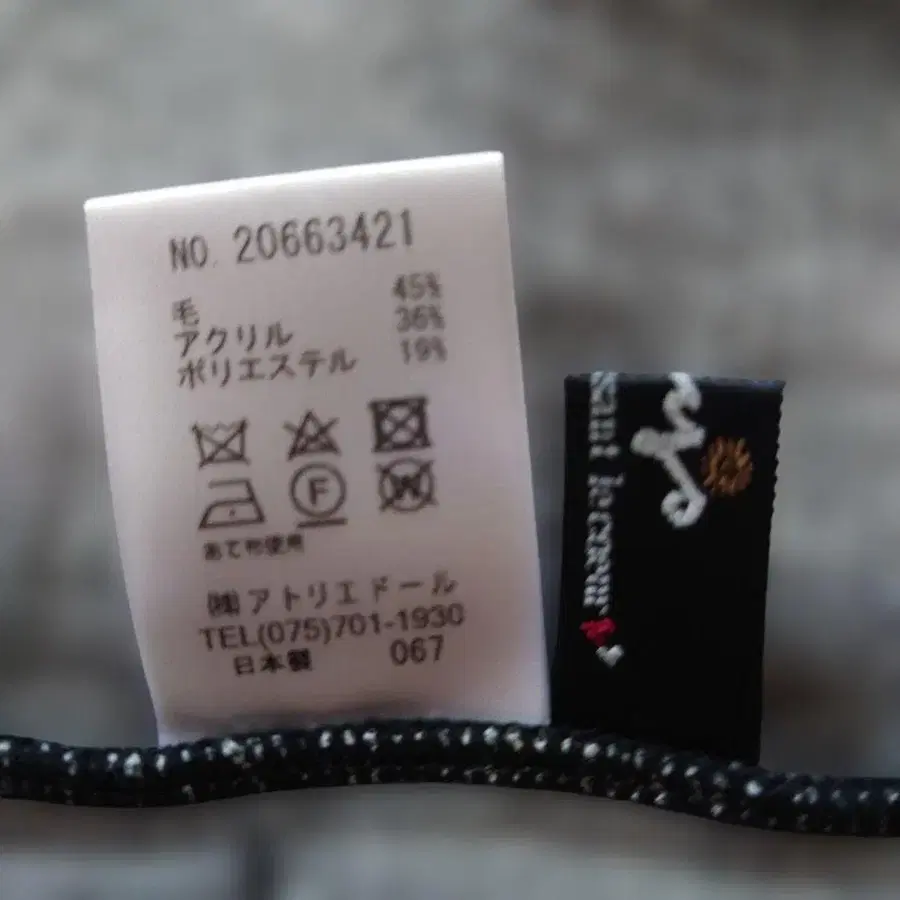 NO. 20663421
毛 45%
アクリル 36%
ポリエステル 19%
F
W
あて布使用
㈱アトリエドール
TEL(075)701-1930
日本製 067